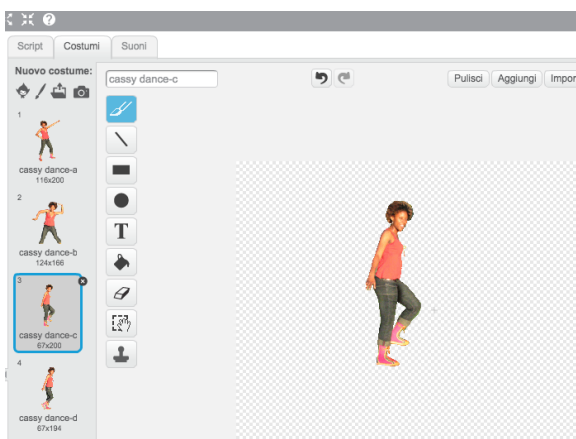 Script Costumi Suoni
Nuovo costume:
cassy dance-c
Pulisci Aggiungi Impor
1
cassy dance-a
116x200
2
cassy dance-b
124x166
3
cassy dance-c
67x200
4
cassy dance-d
67x194
T